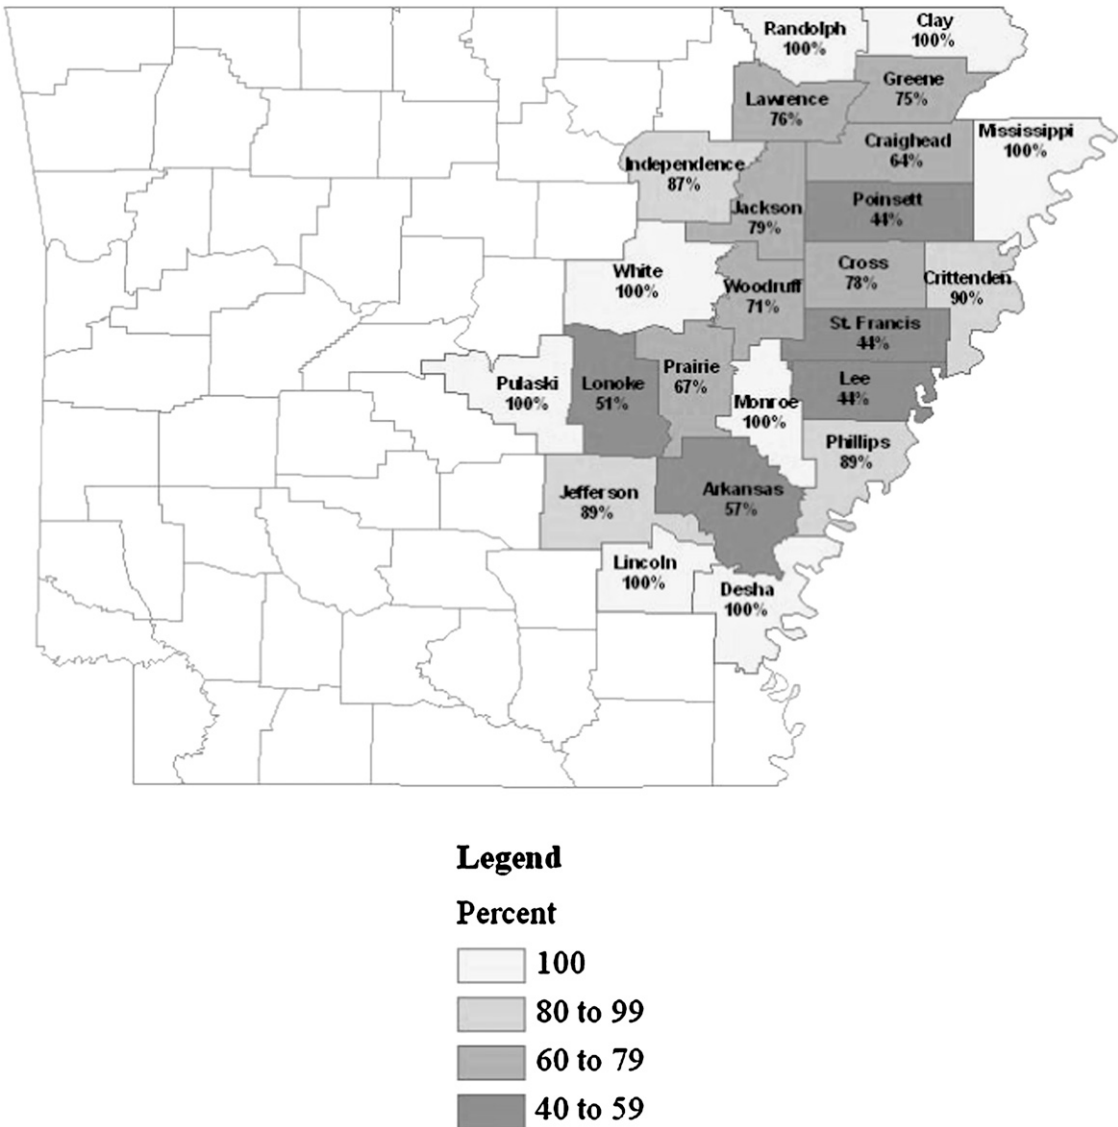 Randolph
100%
Clay
100%
Greene
75%
Lawrence
76%
Craighead
64%
Mississippi
100%
Independence
87%
Jackson
79%
Poinsett
44%
White
100%
Woodruff
71%
Cross
78%
Crittenden
90%
St. Francis
44%
Pulaski
100%
Lonoke
51%
Prairie
67%
Monroe
100%
Lee
44%
Phillips
89%
Jefferson
89%
Arkansas
57%
Lincoln
100%
Desha
100%
Legend
Percent
100
80 to 99
60 to 79
40 to 59